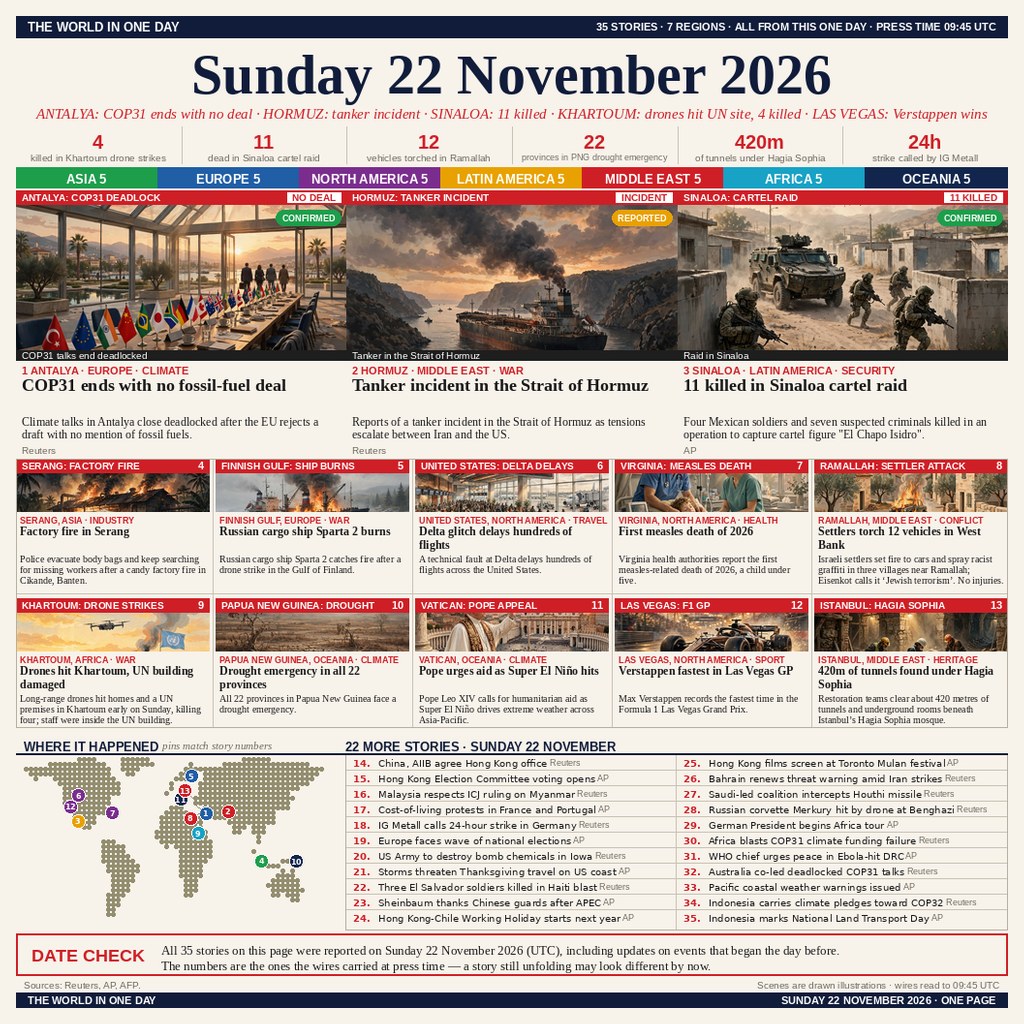 THE WORLD IN ONE DAY
35 STORIES · 7 REGIONS · ALL FROM THIS ONE DAY · PRESS TIME 09:45 UTC
Sunday 22 November 2026
ANTALYA: COP31 ends with no deal · HORMUZ: tanker incident · SINALOA: 11 killed · KHARTOUM: drones hit UN site, 4 killed · LAS VEGAS: Verstappen wins
4
killed in Khartoum drone strikes
11
dead in Sinaloa cartel raid
12
vehicles torched in Ramallah
22
provinces in PNG drought emergency
420m
of tunnels under Hagia Sophia
24h
strike called by IG Metall
ASIA 5
EUROPE 5
NORTH AMERICA 5
LATIN AMERICA 5
MIDDLE EAST 5
AFRICA 5
OCEANIA 5
ANTALYA: COP31 DEADLOCK
NO DEAL
CONFIRMED
COP31 talks end deadlocked
1 ANTALYA · EUROPE · CLIMATE
COP31 ends with no fossil-fuel deal
Climate talks in Antalya close deadlocked after the EU rejects a
draft with no mention of fossil fuels.
Reuters
HORMUZ: TANKER INCIDENT
INCIDENT
REPORTED
Tanker in the Strait of Hormuz
2 HORMUZ · MIDDLE EAST · WAR
Tanker incident in the Strait of Hormuz
Reports of a tanker incident in the Strait of Hormuz as tensions
escalate between Iran and the US.
Reuters
SINALOA: CARTEL RAID
11 KILLED
CONFIRMED
Raid in Sinaloa
3 SINALOA · LATIN AMERICA · SECURITY
11 killed in Sinaloa cartel raid
Four Mexican soldiers and seven suspected criminals killed in an
operation to capture cartel figure "El Chapo Isidro".
AP
SERANG: FACTORY FIRE 4
SERANG, ASIA · INDUSTRY
Factory fire in Serang
Police evacuate body bags and keep searching
for missing workers after a candy factory fire in
Cikande, Banten.
FINNISH GULF: SHIP BURNS 5
FINNISH GULF, EUROPE · WAR
Russian cargo ship Sparta 2 burns
Russian cargo ship Sparta 2 catches fire after a
drone strike in the Gulf of Finland.
UNITED STATES: DELTA DELAYS 6
UNITED STATES, NORTH AMERICA · TRAVEL
Delta glitch delays hundreds of
flights
A technical fault at Delta delays hundreds of
flights across the United States.
VIRGINIA: MEASLES DEATH 7
VIRGINIA, NORTH AMERICA · HEALTH
First measles death of 2026
Virginia health authorities report the first
measles-related death of 2026, a child under
five.
RAMALLAH: SETTLER ATTACK 8
RAMALLAH, MIDDLE EAST · CONFLICT
Settlers torch 12 vehicles in West
Bank
Israeli settlers set fire to cars and spray racist
graffiti in three villages near Ramallah;
Eisenkot calls it ‘Jewish terrorism’. No injuries.
KHARTOUM: DRONE STRIKES 9
KHARTOUM, AFRICA · WAR
Drones hit Khartoum, UN building
damaged
Long-range drones hit homes and a UN
premises in Khartoum early on Sunday, killing
four; staff were inside the UN building.
PAPUA NEW GUINEA: DROUGHT 10
PAPUA NEW GUINEA, OCEANIA · CLIMATE
Drought emergency in all 22
provinces
All 22 provinces in Papua New Guinea face a
drought emergency.
VATICAN: POPE APPEAL 11
VATICAN, OCEANIA · CLIMATE
Pope urges aid as Super El Niño hits
Pope Leo XIV calls for humanitarian aid as
Super El Niño drives extreme weather across
Asia-Pacific.
LAS VEGAS: F1 GP 12
LAS VEGAS, NORTH AMERICA · SPORT
Verstappen fastest in Las Vegas GP
Max Verstappen records the fastest time in the
Formula 1 Las Vegas Grand Prix.
ISTANBUL: HAGIA SOPHIA 13
ISTANBUL, MIDDLE EAST · HERITAGE
420m of tunnels found under Hagia
Sophia
Restoration teams clear about 420 metres of
tunnels and underground rooms beneath
Istanbul’s Hagia Sophia mosque.
WHERE IT HAPPENED pins match story numbers
5
13
11
6
12
3
7
1
2
8
9
4
10
22 MORE STORIES · SUNDAY 22 NOVEMBER
14. China, AIIB agree Hong Kong office Reuters
15. Hong Kong Election Committee voting opens AP
16. Malaysia respects ICJ ruling on Myanmar Reuters
17. Cost-of-living protests in France and Portugal AP
18. IG Metall calls 24-hour strike in Germany Reuters
19. Europe faces wave of national elections AP
20. US Army to destroy bomb chemicals in Iowa Reuters
21. Storms threaten Thanksgiving travel on US coast AP
22. Three El Salvador soldiers killed in Haiti blast Reuters
23. Sheinbaum thanks Chinese guards after APEC AP
24. Hong Kong-Chile Working Holiday starts next year AP
25. Hong Kong films screen at Toronto Mulan festival AP
26. Bahrain renews threat warning amid Iran strikes Reuters
27. Saudi-led coalition intercepts Houthi missile Reuters
28. Russian corvette Merkury hit by drone at Benghazi Reuters
29. German President begins Africa tour AP
30. Africa blasts COP31 climate funding failure Reuters
31. WHO chief urges peace in Ebola-hit DRC AP
32. Australia co-led deadlocked COP31 talks Reuters
33. Pacific coastal weather warnings issued AP
34. Indonesia carries climate pledges toward COP32 Reuters
35. Indonesia marks National Land Transport Day AP
DATE CHECK
All 35 stories on this page were reported on Sunday 22 November 2026 (UTC), including updates on events that began the day before.
The numbers are the ones the wires carried at press time — a story still unfolding may look different by now.
Sources: Reuters, AP, AFP.
Scenes are drawn illustrations · wires read to 09:45 UTC
THE WORLD IN ONE DAY
SUNDAY 22 NOVEMBER 2026 · ONE PAGE